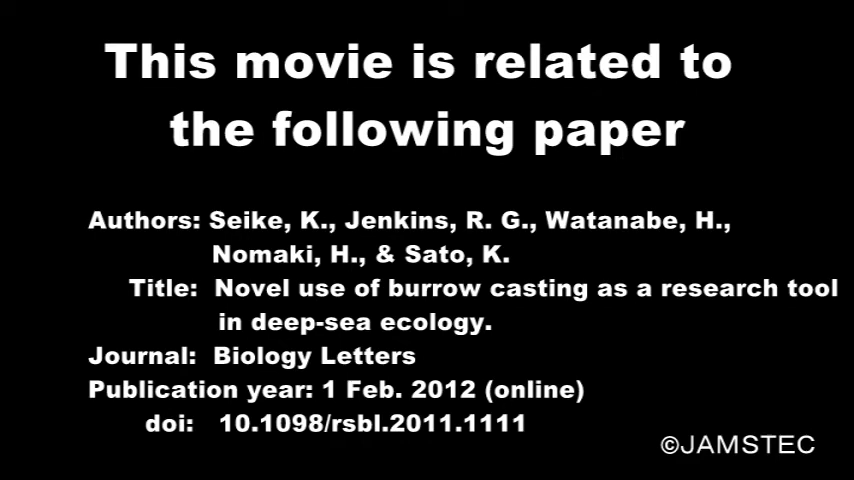 This movie is related to
the following paper
Authors: Seike, K., Jenkins, R. G., Watanabe, H.,
Nomaki, H., & Sato, K.
Title: Novel use of burrow casting as a research tool
in deep-sea ecology.
Journal: Biology Letters
Publication year: 1 Feb. 2012 (online)
doi: 10.1098/rsbl.2011.1111
©JAMSTEC